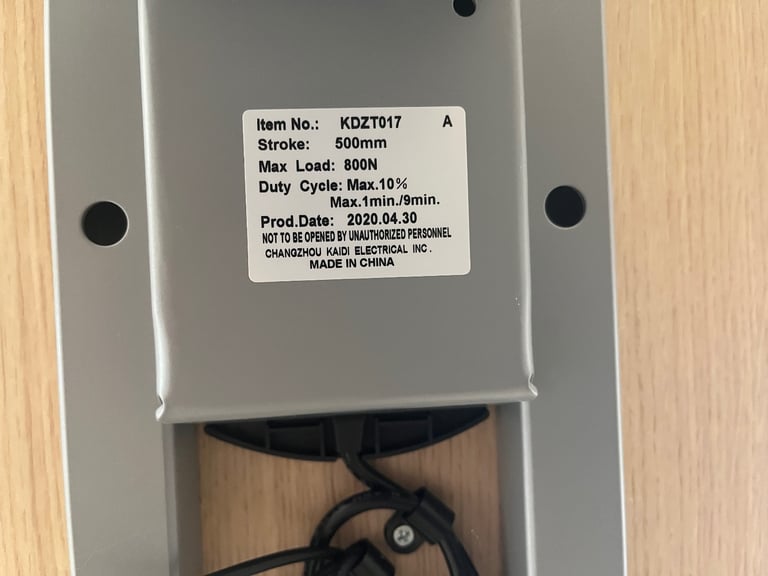 Item No.: KDZT017 A
Stroke: 500mm
Max Load: 800N
Duty Cycle: Max.10%
Max.1min./9min.
Prod.Date: 2020.04.30
NOT TO BE OPENED BY UNAUTHORIZED PERSONNEL
CHANGZHOU KAIDI ELECTRICAL INC.
MADE IN CHINA